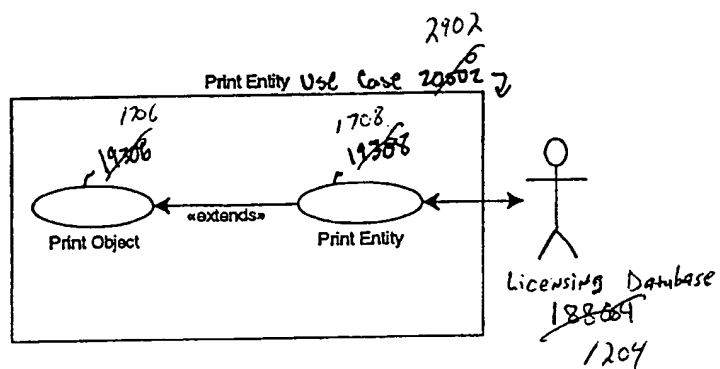 2902
Print Entity Use Case
1706
1708
«extends»
Print Object
Print Entity
Licensing Database
1204